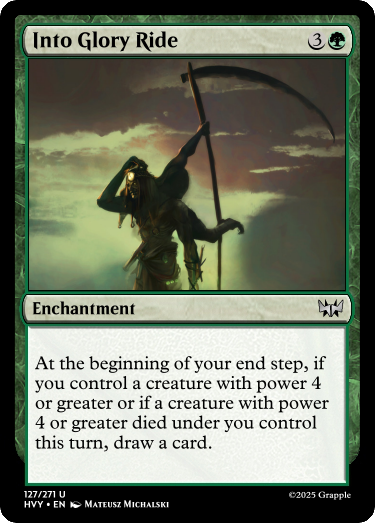 Into Glory Ride 3
Enchantment
At the beginning of your end step, if
you control a creature with power 4
or greater or if a creature with power
4 or greater died under you control
this turn, draw a card.
127/271 U
HVY • EN Mateusz Michalski
©2025 Grapple